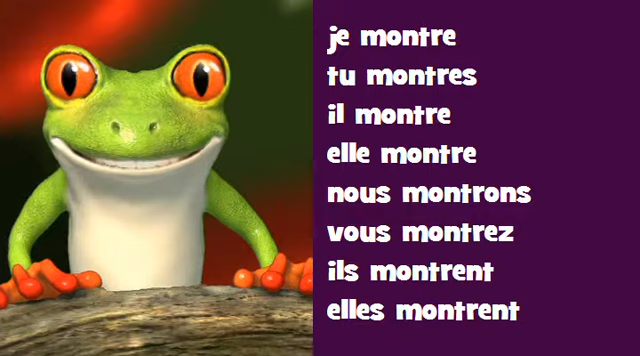 je montre
tu montres
il montre
elle montre
nous montrons
vous montrez
ils montrent
elles montrent